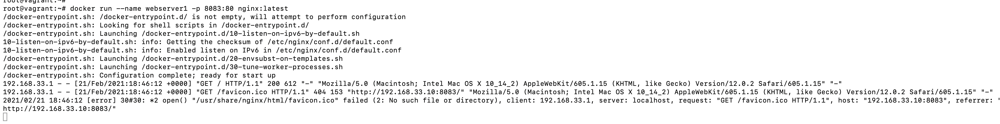 root@vagrant:~#
root@vagrant:~# docker run --name webserver1 -p 8083:80 nginx:latest
/docker-entrypoint.sh: /docker-entrypoint.d/ is not empty, will attempt to perform configuration
/docker-entrypoint.sh: Looking for shell scripts in /docker-entrypoint.d/
/docker-entrypoint.sh: Launching /docker-entrypoint.d/10-listen-on-ipv6-by-default.sh
10-listen-on-ipv6-by-default.sh: info: Getting the checksum of /etc/nginx/conf.d/default.conf
10-listen-on-ipv6-by-default.sh: info: Enabled listen on IPv6 in /etc/nginx/conf.d/default.conf
/docker-entrypoint.sh: Launching /docker-entrypoint.d/20-envsubst-on-templates.sh
/docker-entrypoint.sh: Launching /docker-entrypoint.d/30-tune-worker-processes.sh
/docker-entrypoint.sh: Configuration complete; ready for start up
192.168.33.1 - - [21/Feb/2021:18:46:12 +0000] "GET / HTTP/1.1" 200 612 "-" "Mozilla/5.0 (Macintosh; Intel Mac OS X 10_14_2) AppleWebKit/605.1.15 (KHTML, like Gecko) Version/12.0.2 Safari/605.1.15" "-"
192.168.33.1 - - [21/Feb/2021:18:46:12 +0000] "GET /favicon.ico HTTP/1.1" 404 153 "http://192.168.33.10:8083/" "Mozilla/5.0 (Macintosh; Intel Mac OS X 10_14_2) AppleWebKit/605.1.15 (KHTML, like Gecko) Version/12.0.2 Safari/605.1.15" "-"
2021/02/21 18:46:12 [error] 30#30: *2 open() "/usr/share/nginx/html/favicon.ico" failed (2: No such file or directory), client: 192.168.33.1, server: localhost, request: "GET /favicon.ico HTTP/1.1", host: "192.168.33.10:8083", referrer: "
http://192.168.33.10:8083/"